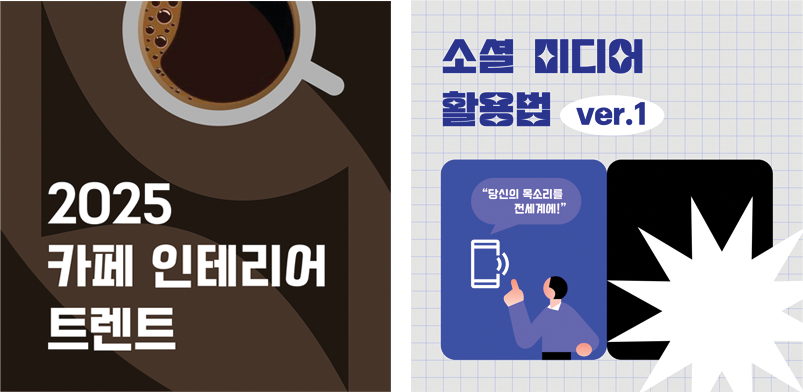 2025
카페 인테리어
트렌트
소셜 미디어
활용법 ver.1
“당신의 목소리를
전세계에!”